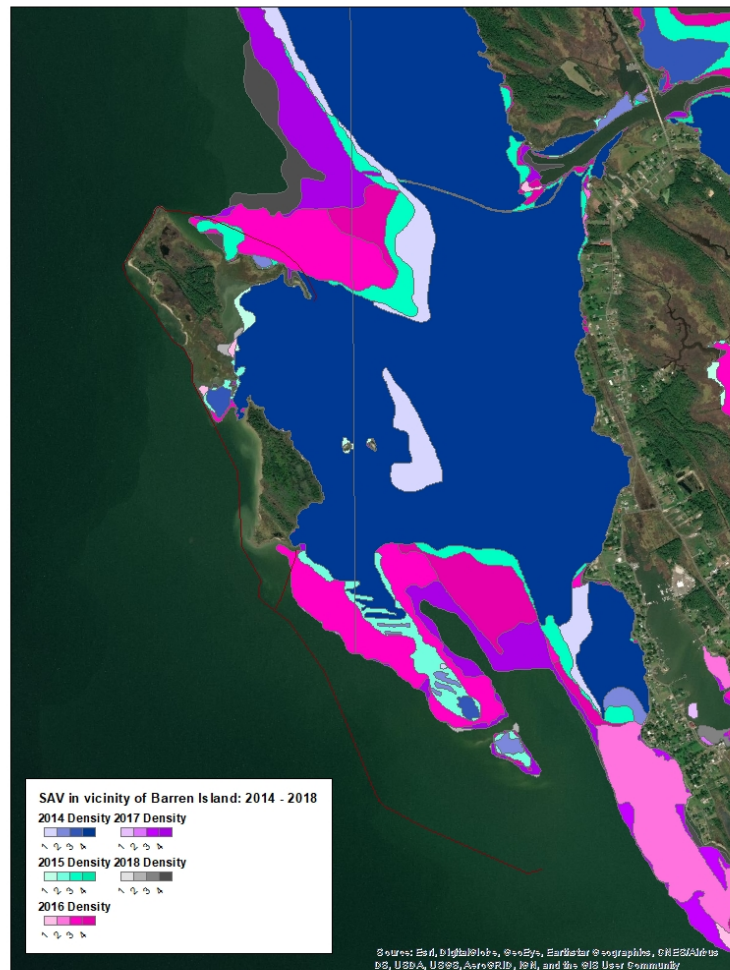 SAV in vicinity of Barren Island: 2014 - 2018
2014 Density 2017 Density
1 2 3 4 1 2 3 4
2015 Density 2018 Density
1 2 3 4 1 2 3 4
2016 Density
1 2 3 4
Source: Esri, DigitalGlobe, GeoEye, Earthstar Geographics, CNES/Airbus
DS, USDA, USGS, AeroGRID, IGN, and the GIS User Community